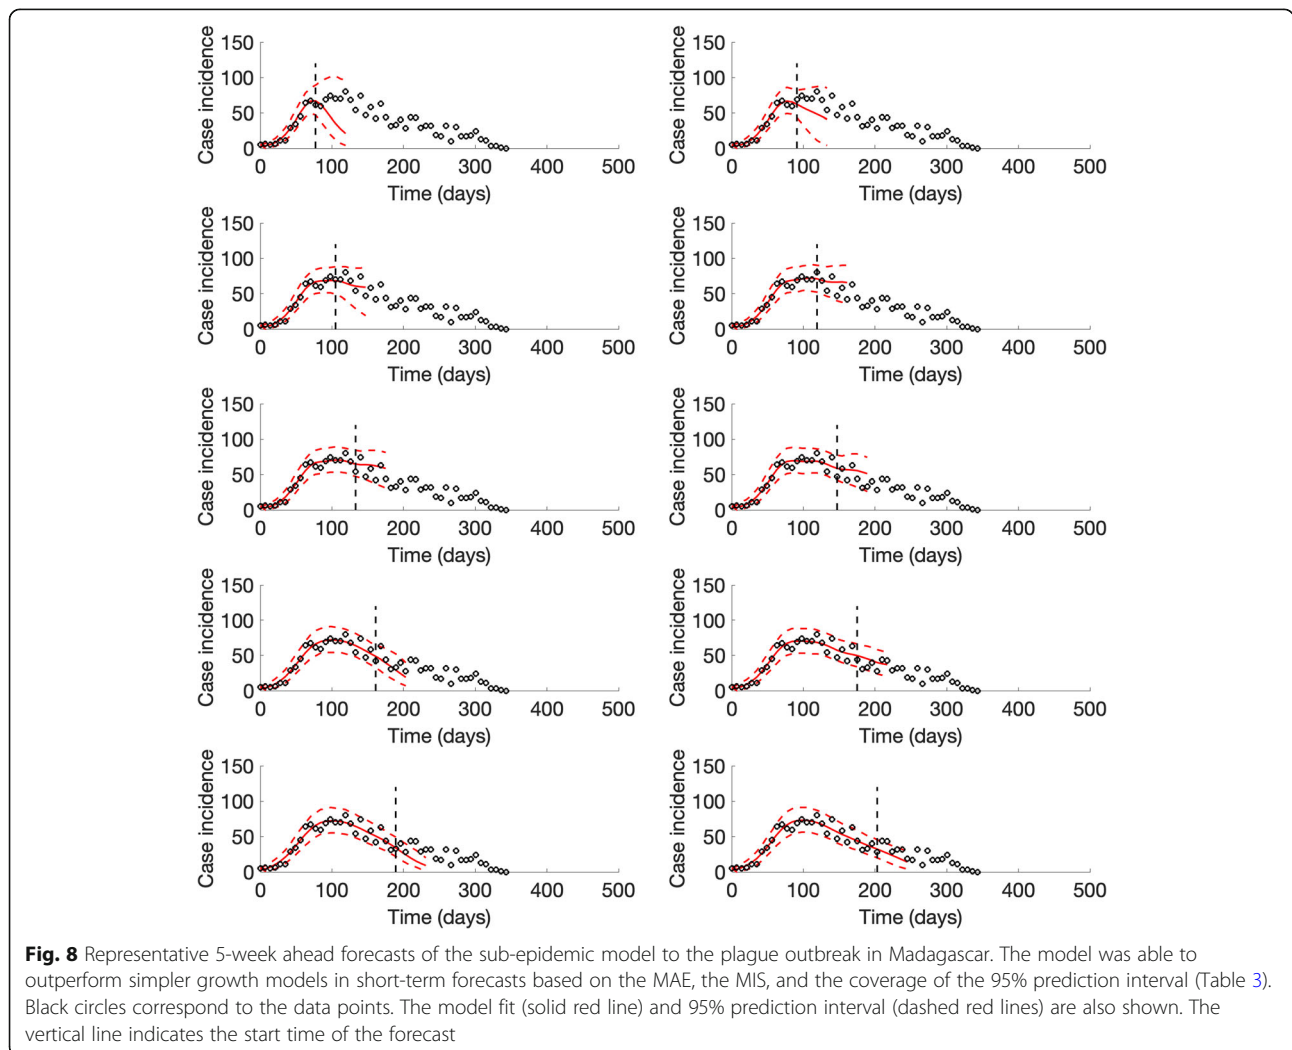 150
100
50
0
Case incidence
0 100 200 300 400 500
Time (days)
150
100
50
0
Case incidence
0 100 200 300 400 500
Time (days)
150
100
50
0
Case incidence
0 100 200 300 400 500
Time (days)
150
100
50
0
Case incidence
0 100 200 300 400 500
Time (days)
150
100
50
0
Case incidence
0 100 200 300 400 500
Time (days)
150
100
50
0
Case incidence
0 100 200 300 400 500
Time (days)
150
100
50
0
Case incidence
0 100 200 300 400 500
Time (days)
150
100
50
0
Case incidence
0 100 200 300 400 500
Time (days)
150
100
50
0
Case incidence
0 100 200 300 400 500
Time (days)
150
100
50
0
Case incidence
0 100 200 300 400 500
Time (days)
Fig. 8 Representative 5-week ahead forecasts of the sub-epidemic model to the plague outbreak in Madagascar. The model was able to
outperform simpler growth models in short-term forecasts based on the MAE, the MIS, and the coverage of the 95% prediction interval (Table 3).
Black circles correspond to the data points. The model fit (solid red line) and 95% prediction interval (dashed red lines) are also shown. The
vertical line indicates the start time of the forecast